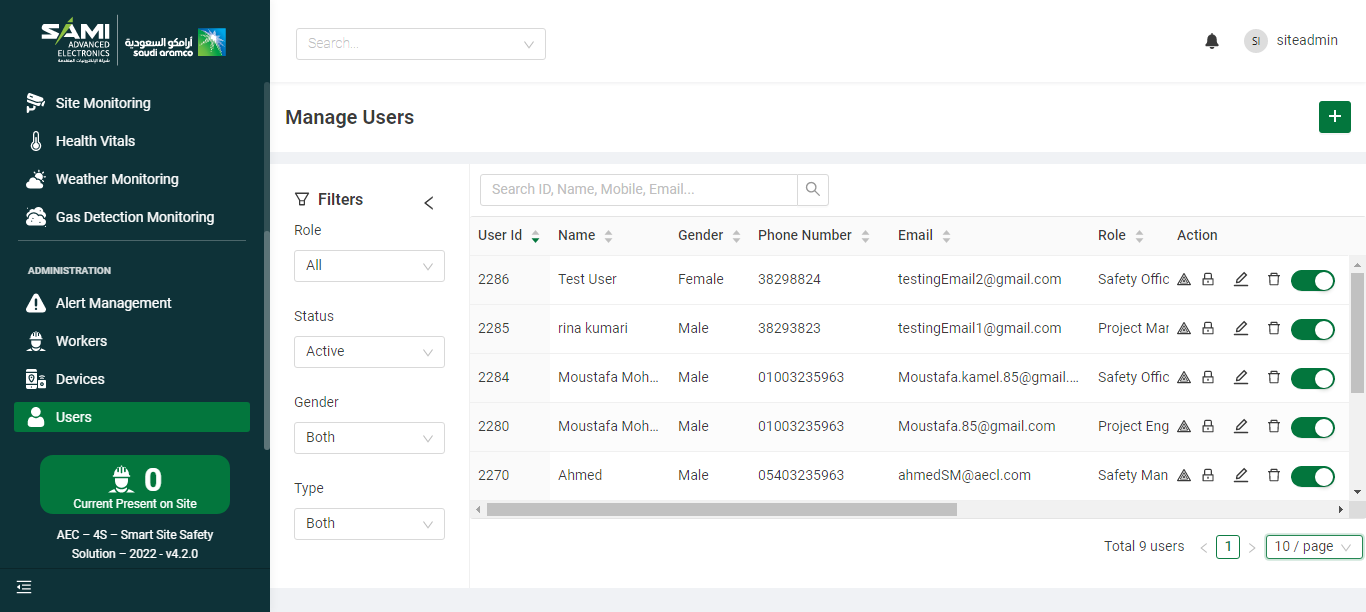 SAMI
ADVANCED
ELECTRONICS
شركة الإلكترونيات المتقدمة
أرامكو السعودية
saudi aramco
Site Monitoring
Health Vitals
Weather Monitoring
Gas Detection Monitoring
ADMINISTRATION
Alert Management
Workers
Devices
Users
0
Current Present on Site
AEC – 4S – Smart Site Safety
Solution – 2022 - v4.2.0
Search...
SI siteadmin
Manage Users
+
Filters
Role
All
Status
Active
Gender
Both
Type
Both
Search ID, Name, Mobile, Email...
User Id Name Gender Phone Number Email Role Action
2286 Test User Female 38298824 testingEmail2@gmail.com Safety Offic
2285 rina kumari Male 38293823 testingEmail1@gmail.com Project Mar
2284 Moustafa Moh... Male 01003235963 Moustafa.kamel.85@gmail.... Safety Offic
2280 Moustafa Moh... Male 01003235963 Moustafa.85@gmail.com Project Eng
2270 Ahmed Male 05403235963 ahmedSM@aecl.com Safety Man
Total 9 users < 1 > 10 / page